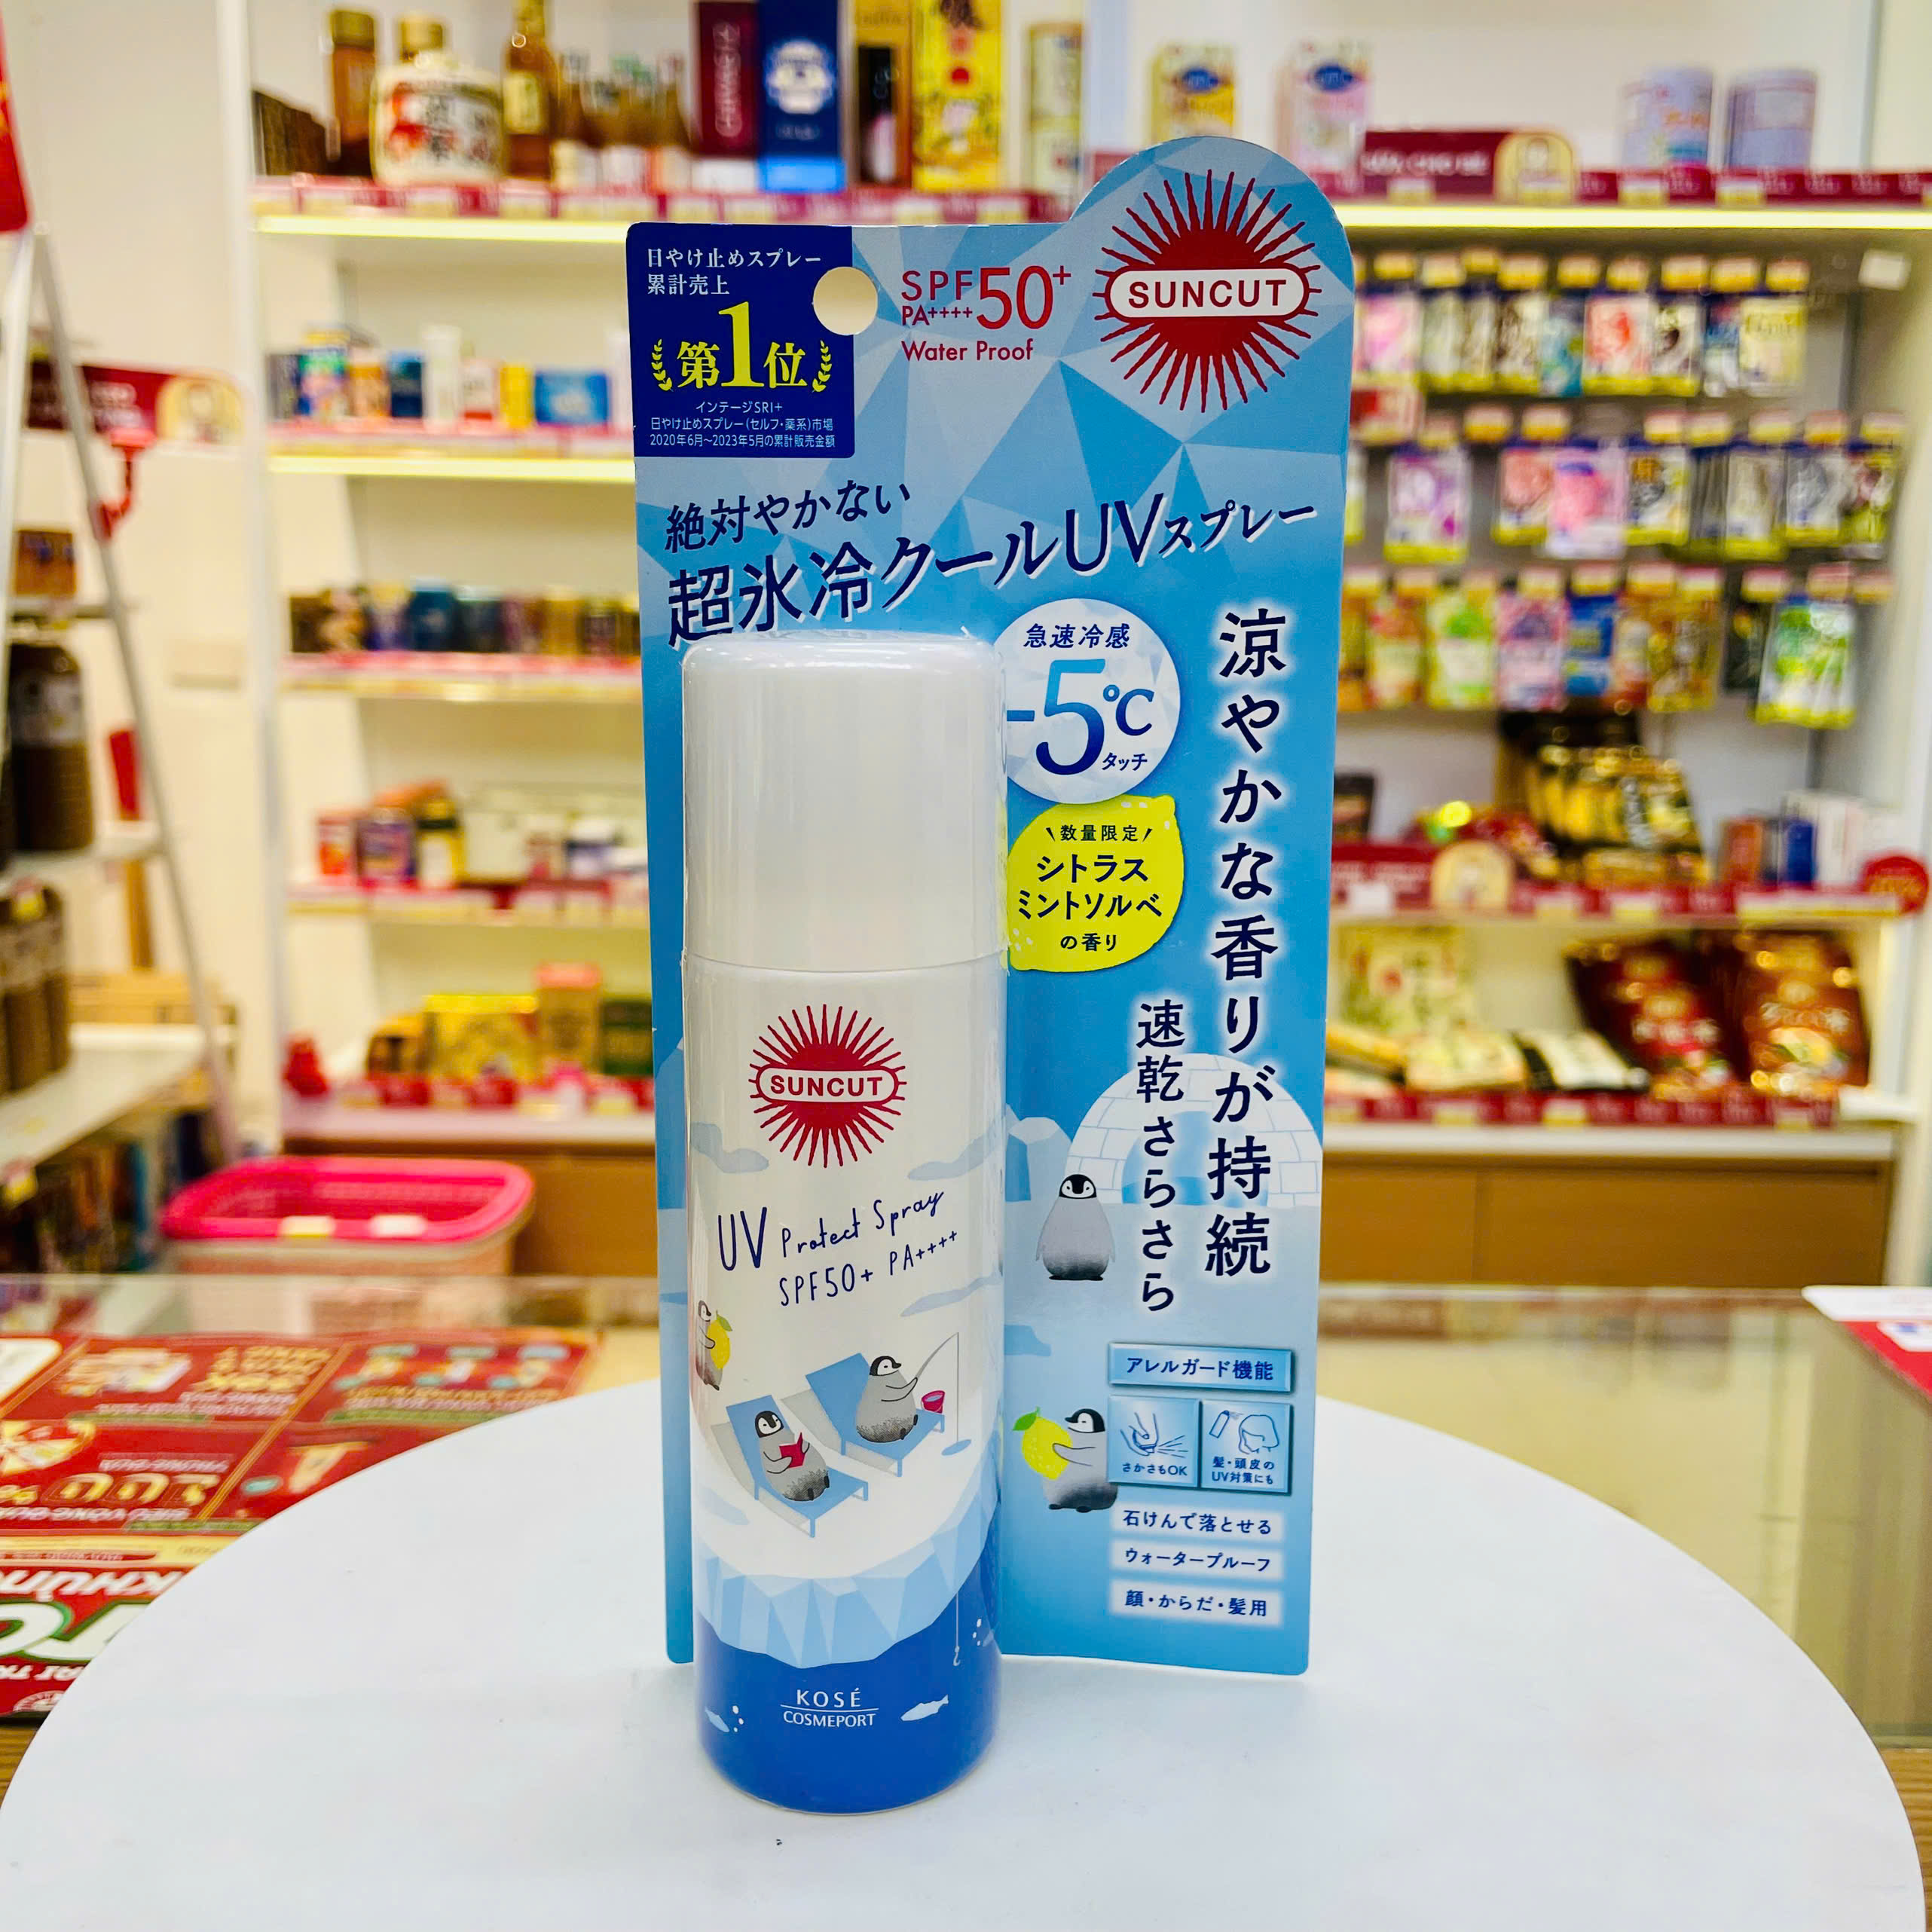 日やけ止めスプレー
累計売上
第1位
インテージSRI+
日やけ止めスプレー(セルフ・薬系)市場
2020年6月～2023年5月の累計販売金額
SPF50+
PA++++
Water Proof
SUNCUT
絶対やかない
超氷冷クールUVスプレー
急速冷感
-5℃
タッチ
数量限定
シトラス
ミントソルベ
の香り
涼やかな香りが持続
速乾さらさら
アレルガード機能
さかさもOK
髪・頭皮の
UV対策にも
石けんで落とせる
ウォータープルーフ
顔・からだ・髪用
SUNCUT
UV Protect Spray
SPF50+ PA++++
KOSÉ
COSMEPORT